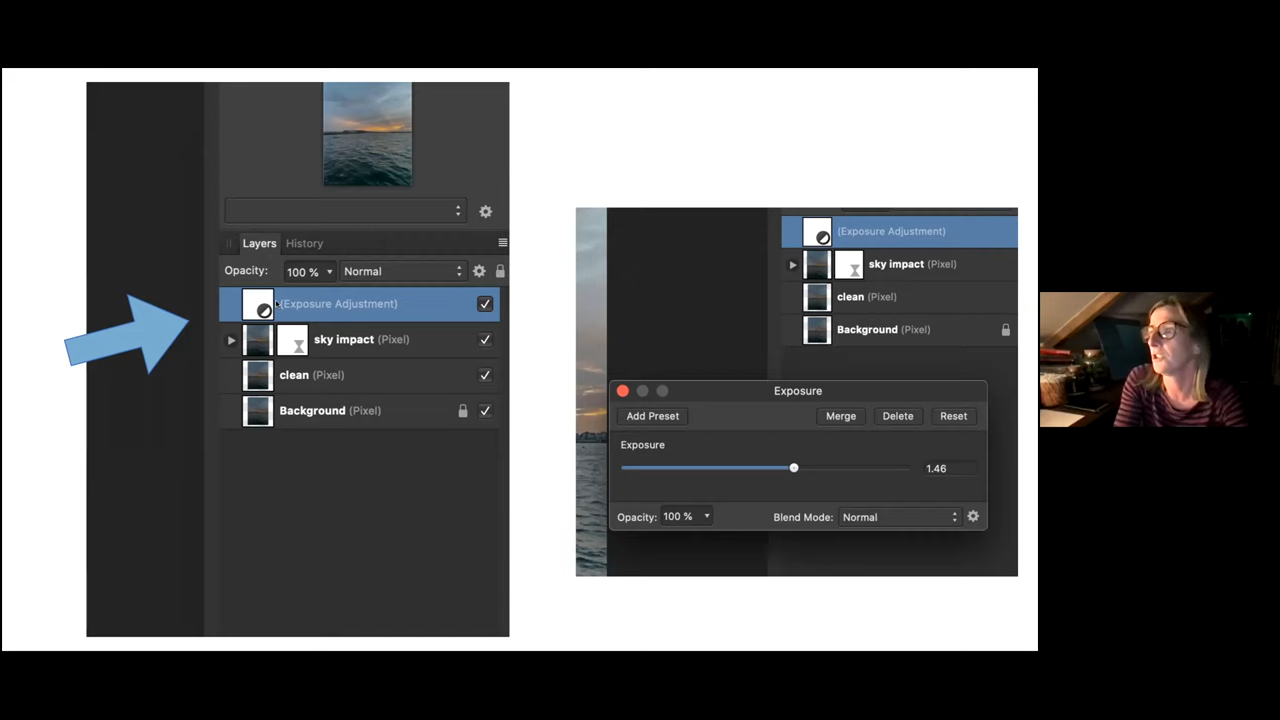 Layers History
Opacity: 100 % Normal
(Exposure Adjustment)
sky impact (Pixel)
clean (Pixel)
Background (Pixel)
(Exposure Adjustment)
sky impact (Pixel)
clean (Pixel)
Background (Pixel)
Exposure
Add Preset Merge Delete Reset
Exposure
1.46
Opacity: 100 % Blend Mode: Normal